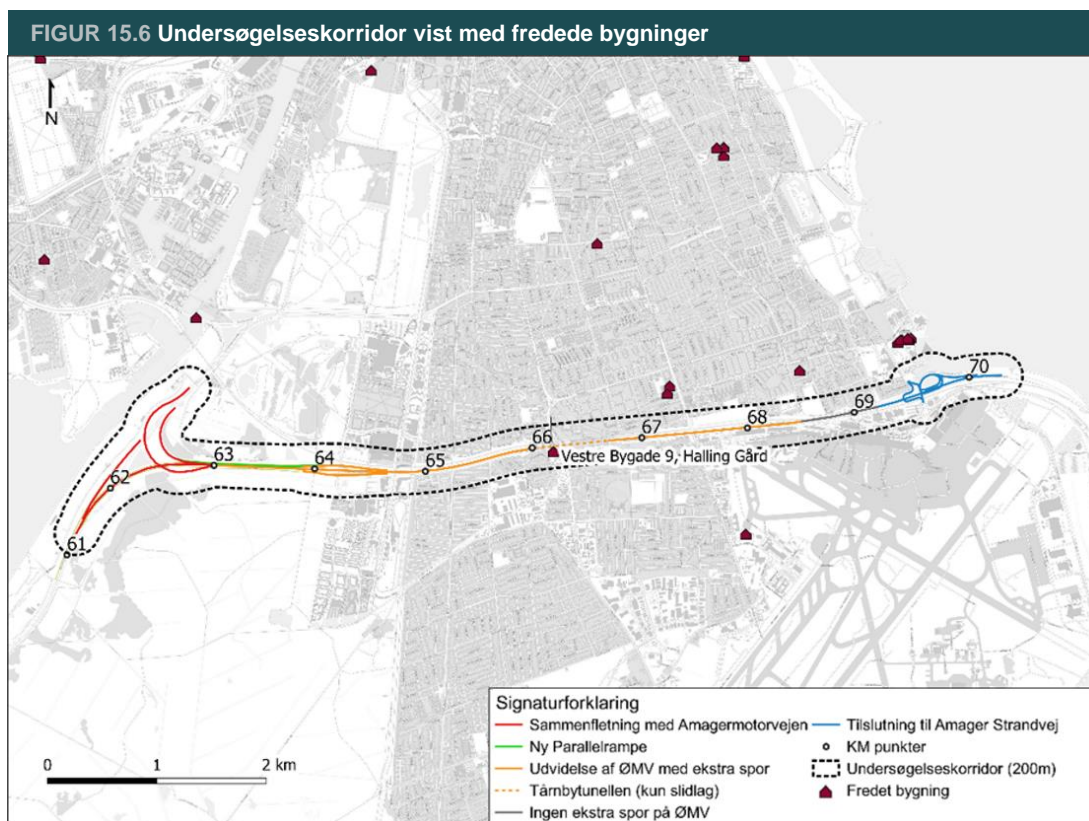 FIGUR 15.6 Undersøgelseskorridor vist med fredede bygninger
N
70
69
68
67
66
Vestre Bygade 9, Halling Gård
65
64
63
62
61
Signaturforklaring
Sammenfletning med Amagermotorvejen
Ny Parallelrampe
Udvidelse af ØMV med ekstra spor
Tårnbytunellen (kun slidlag)
Ingen ekstra spor på ØMV
Tilslutning til Amager Strandvej
KM punkter
Undersøgelseskorridor (200m)
Fredet bygning
0 1 2 km